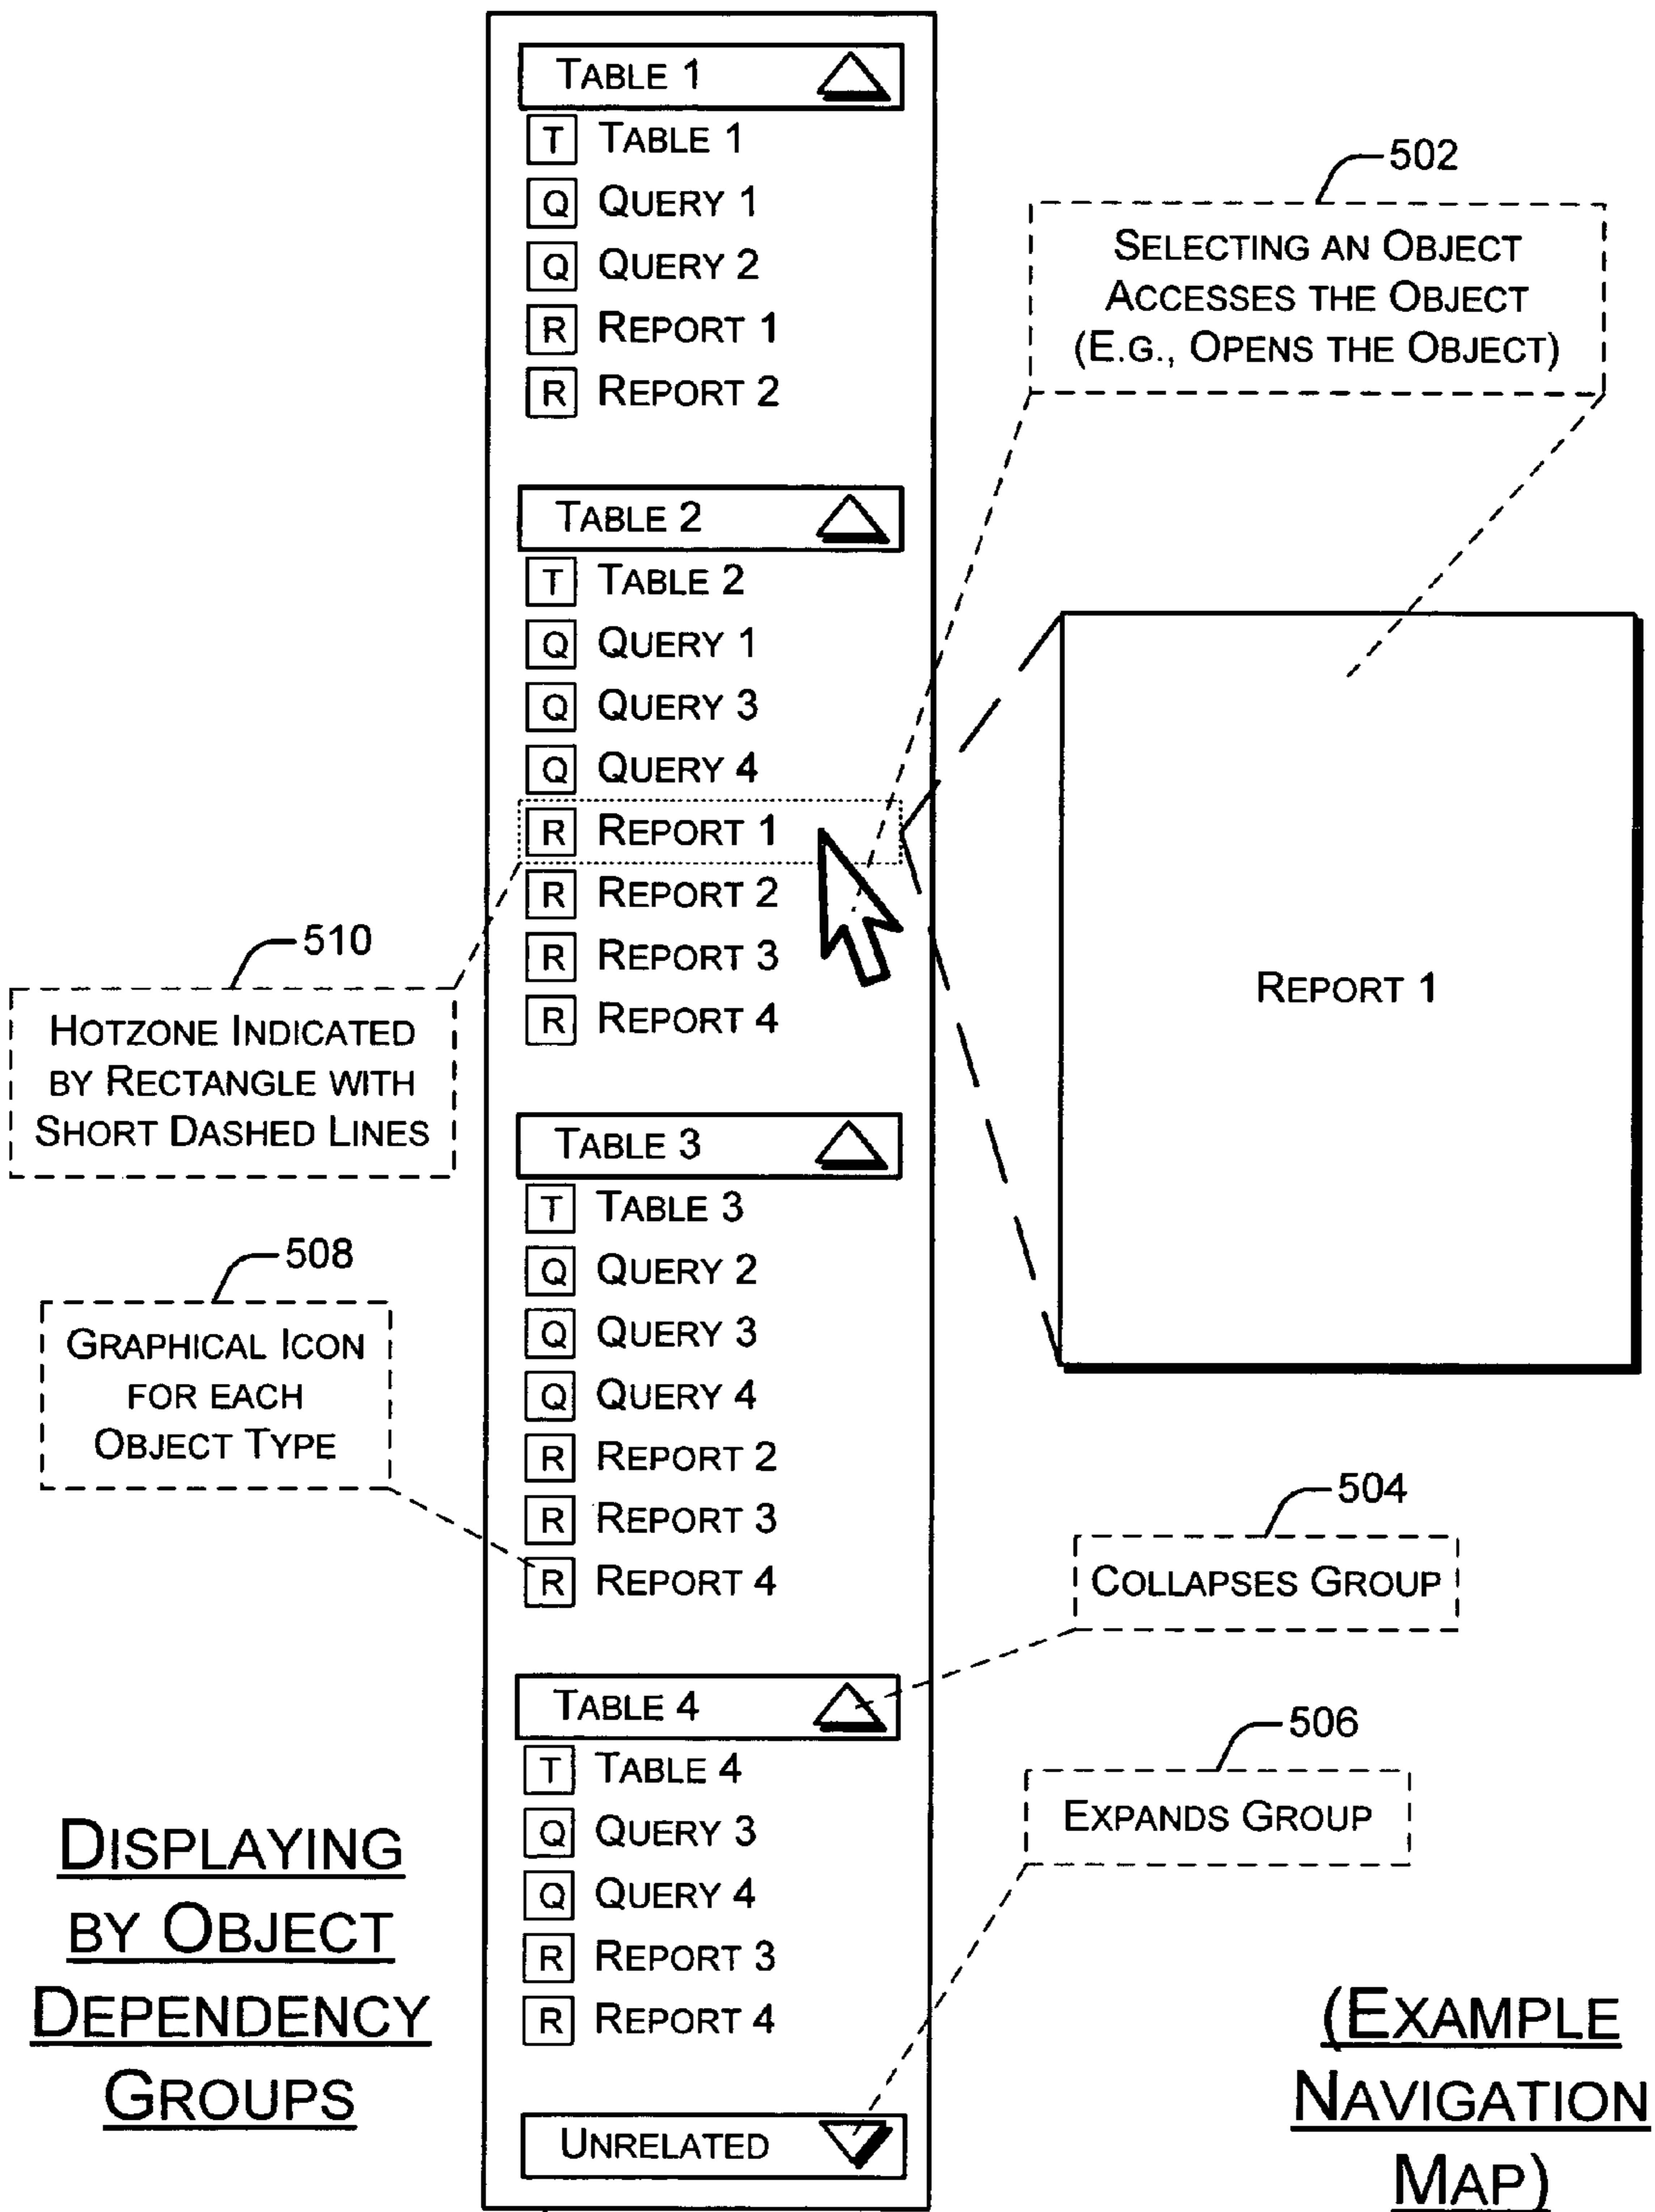 TABLE 1
T TABLE 1
Q QUERY 1
Q QUERY 2
R REPORT 1
R REPORT 2
502
SELECTING AN OBJECT
ACCESSES THE OBJECT
(E.G., OPENS THE OBJECT)
TABLE 2
T TABLE 2
Q QUERY 1
Q QUERY 3
Q QUERY 4
R REPORT 1
R REPORT 2
R REPORT 3
R REPORT 4
REPORT 1
510
HOTZONE INDICATED
BY RECTANGLE WITH
SHORT DASHED LINES
TABLE 3
T TABLE 3
Q QUERY 2
Q QUERY 3
Q QUERY 4
R REPORT 2
R REPORT 3
R REPORT 4
508
GRAPHICAL ICON
FOR EACH
OBJECT TYPE
504
COLLAPSES GROUP
TABLE 4
T TABLE 4
Q QUERY 3
Q QUERY 4
R REPORT 3
R REPORT 4
506
EXPANDS GROUP
UNRELATED
DISPLAYING
BY OBJECT
DEPENDENCY
GROUPS
(EXAMPLE
NAVIGATION
MAP)